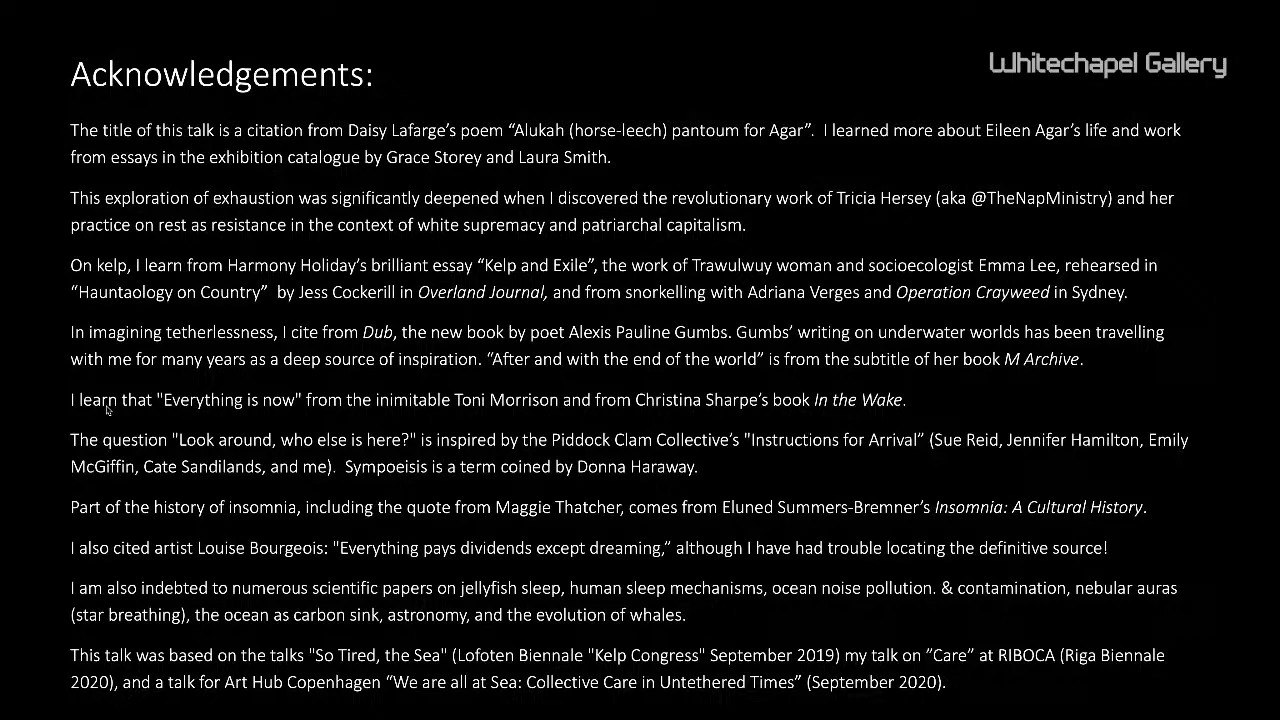 Acknowledgements:
Whitechapel Gallery
The title of this talk is a citation from Daisy Lafarge’s poem “Alukah (horse-leech) pantoum for Agar”.  I learned more about Eileen Agar’s life and work
from essays in the exhibition catalogue by Grace Storey and Laura Smith.
This exploration of exhaustion was significantly deepened when I discovered the revolutionary work of Tricia Hersey (aka @TheNapMinistry) and her
practice on rest as resistance in the context of white supremacy and patriarchal capitalism.
On kelp, I learn from Harmony Holiday’s brilliant essay “Kelp and Exile”, the work of Trawulwuy woman and socioecologist Emma Lee, rehearsed in
“Hauntaology on Country”  by Jess Cockerill in Overland Journal, and from snorkelling with Adriana Verges and Operation Crayweed in Sydney.
In imagining tetherlessness, I cite from Dub, the new book by poet Alexis Pauline Gumbs. Gumbs’ writing on underwater worlds has been travelling
with me for many years as a deep source of inspiration. “After and with the end of the world” is from the subtitle of her book M Archive.
I learn that "Everything is now" from the inimitable Toni Morrison and from Christina Sharpe’s book In the Wake.
The question "Look around, who else is here?" is inspired by the Piddock Clam Collective’s "Instructions for Arrival” (Sue Reid, Jennifer Hamilton, Emily
McGiffin, Cate Sandilands, and me).  Sympoeisis is a term coined by Donna Haraway.
Part of the history of insomnia, including the quote from Maggie Thatcher, comes from Eluned Summers-Bremner’s Insomnia: A Cultural History.
I also cited artist Louise Bourgeois: "Everything pays dividends except dreaming,” although I have had trouble locating the definitive source!
I am also indebted to numerous scientific papers on jellyfish sleep, human sleep mechanisms, ocean noise pollution. & contamination, nebular auras
(star breathing), the ocean as carbon sink, astronomy, and the evolution of whales.
This talk was based on the talks "So Tired, the Sea" (Lofoten Biennale "Kelp Congress" September 2019) my talk on ”Care” at RIBOCA (Riga Biennale
2020), and a talk for Art Hub Copenhagen “We are all at Sea: Collective Care in Untethered Times” (September 2020).